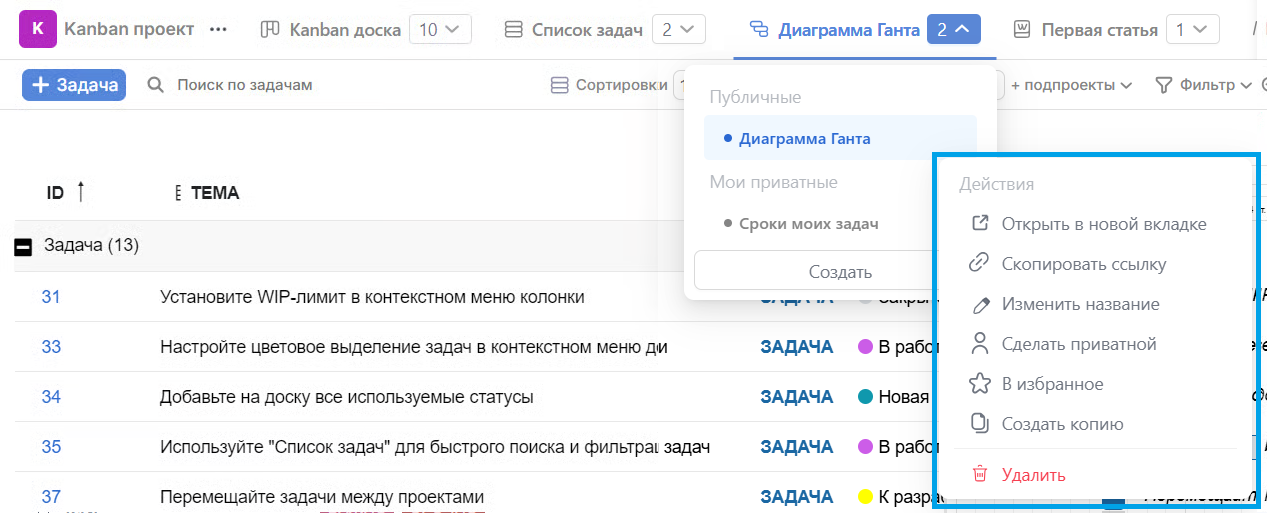 K Kanban проект ... Kanban доска 10 Список задач 2 Диаграмма Ганта 2 Первая статья 1
+ Задача Поиск по задачам Сортировки + подпроекты Фильтр
Публичные
Диаграмма Ганта
Мои приватные
Сроки моих задач
Создать
Действия
Открыть в новой вкладке
Скопировать ссылку
Изменить название
Сделать приватной
В избранное
Создать копию
Удалить
ID ТЕМА
Задача (13)
31 Установите WIP-лимит в контекстном меню колонки ЗАДАЧА
33 Настройте цветовое выделение задач в контекстном меню ди ЗАДАЧА В работ
34 Добавьте на доску все используемые статусы ЗАДАЧА Новая
35 Используйте "Список задач" для быстрого поиска и фильтрац задач ЗАДАЧА В работ
37 Перемещайте задачи между проектами ЗАДАЧА К разра